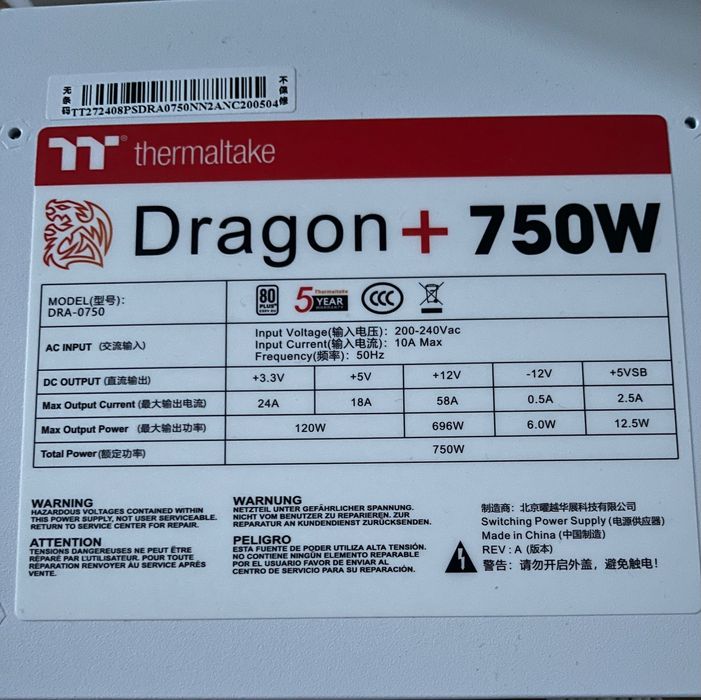 无条码
TT272408PSDRA0750NN2ANC200504
不保修
TT® thermaltake
Dragon + 750W
MODEL(型号):
DRA-0750
80 PLUS
Thermaltake
5 YEAR
WARRANTY
CCC
AC INPUT (交流输入)
Input Voltage(输入电压): 200-240Vac
Input Current(输入电流): 10A Max
Frequency(频率): 50Hz
DC OUTPUT (直流输出) +3.3V +5V +12V -12V +5VSB
Max Output Current (最大输出电流) 24A 18A 58A 0.5A 2.5A
Max Output Power (最大输出功率) 120W 696W 6.0W 12.5W
Total Power(额定功率) 750W
WARNING
HAZARDOUS VOLTAGES CONTAINED WITHIN
THIS POWER SUPPLY, NOT USER SERVICEABLE.
RETURN TO SERVICE CENTER FOR REPAIR.
ATTENTION
TENSIONS DANGEREUSES NE PEUT ÊTRE
RÉPARER PAR L'UTILISATEUR. POUR TOUTE
RÉPARATION RENVOYER AU SERVICE APRÉS
VENTE.
WARNUNG
NETZTEIL UNTER GEFÄHRLICHER SPANNUNG.
NICHT VOM BENUTZER ZU REPARIEREN. ZUR
REPARATUR AN KUNDENDIENST ZURÜCKSENDEN.
PELIGRO
ESTA FUENTE DE PODER UTILIZA ALTA TENSIÓN.
NO CONTIENE NINGÚN ELEMENTO REPARABLE
POR EL USUARIO FAVOR DE ENVIAR AL
CENTRO DE SERVICIO PARA SU REPARACIÓN.
制造商: 北京曜越华展科技有限公司
Switching Power Supply (电源供应器)
Made in China (中国制造)
REV : A (版本)
警告: 请勿开启外盖，避免触电！